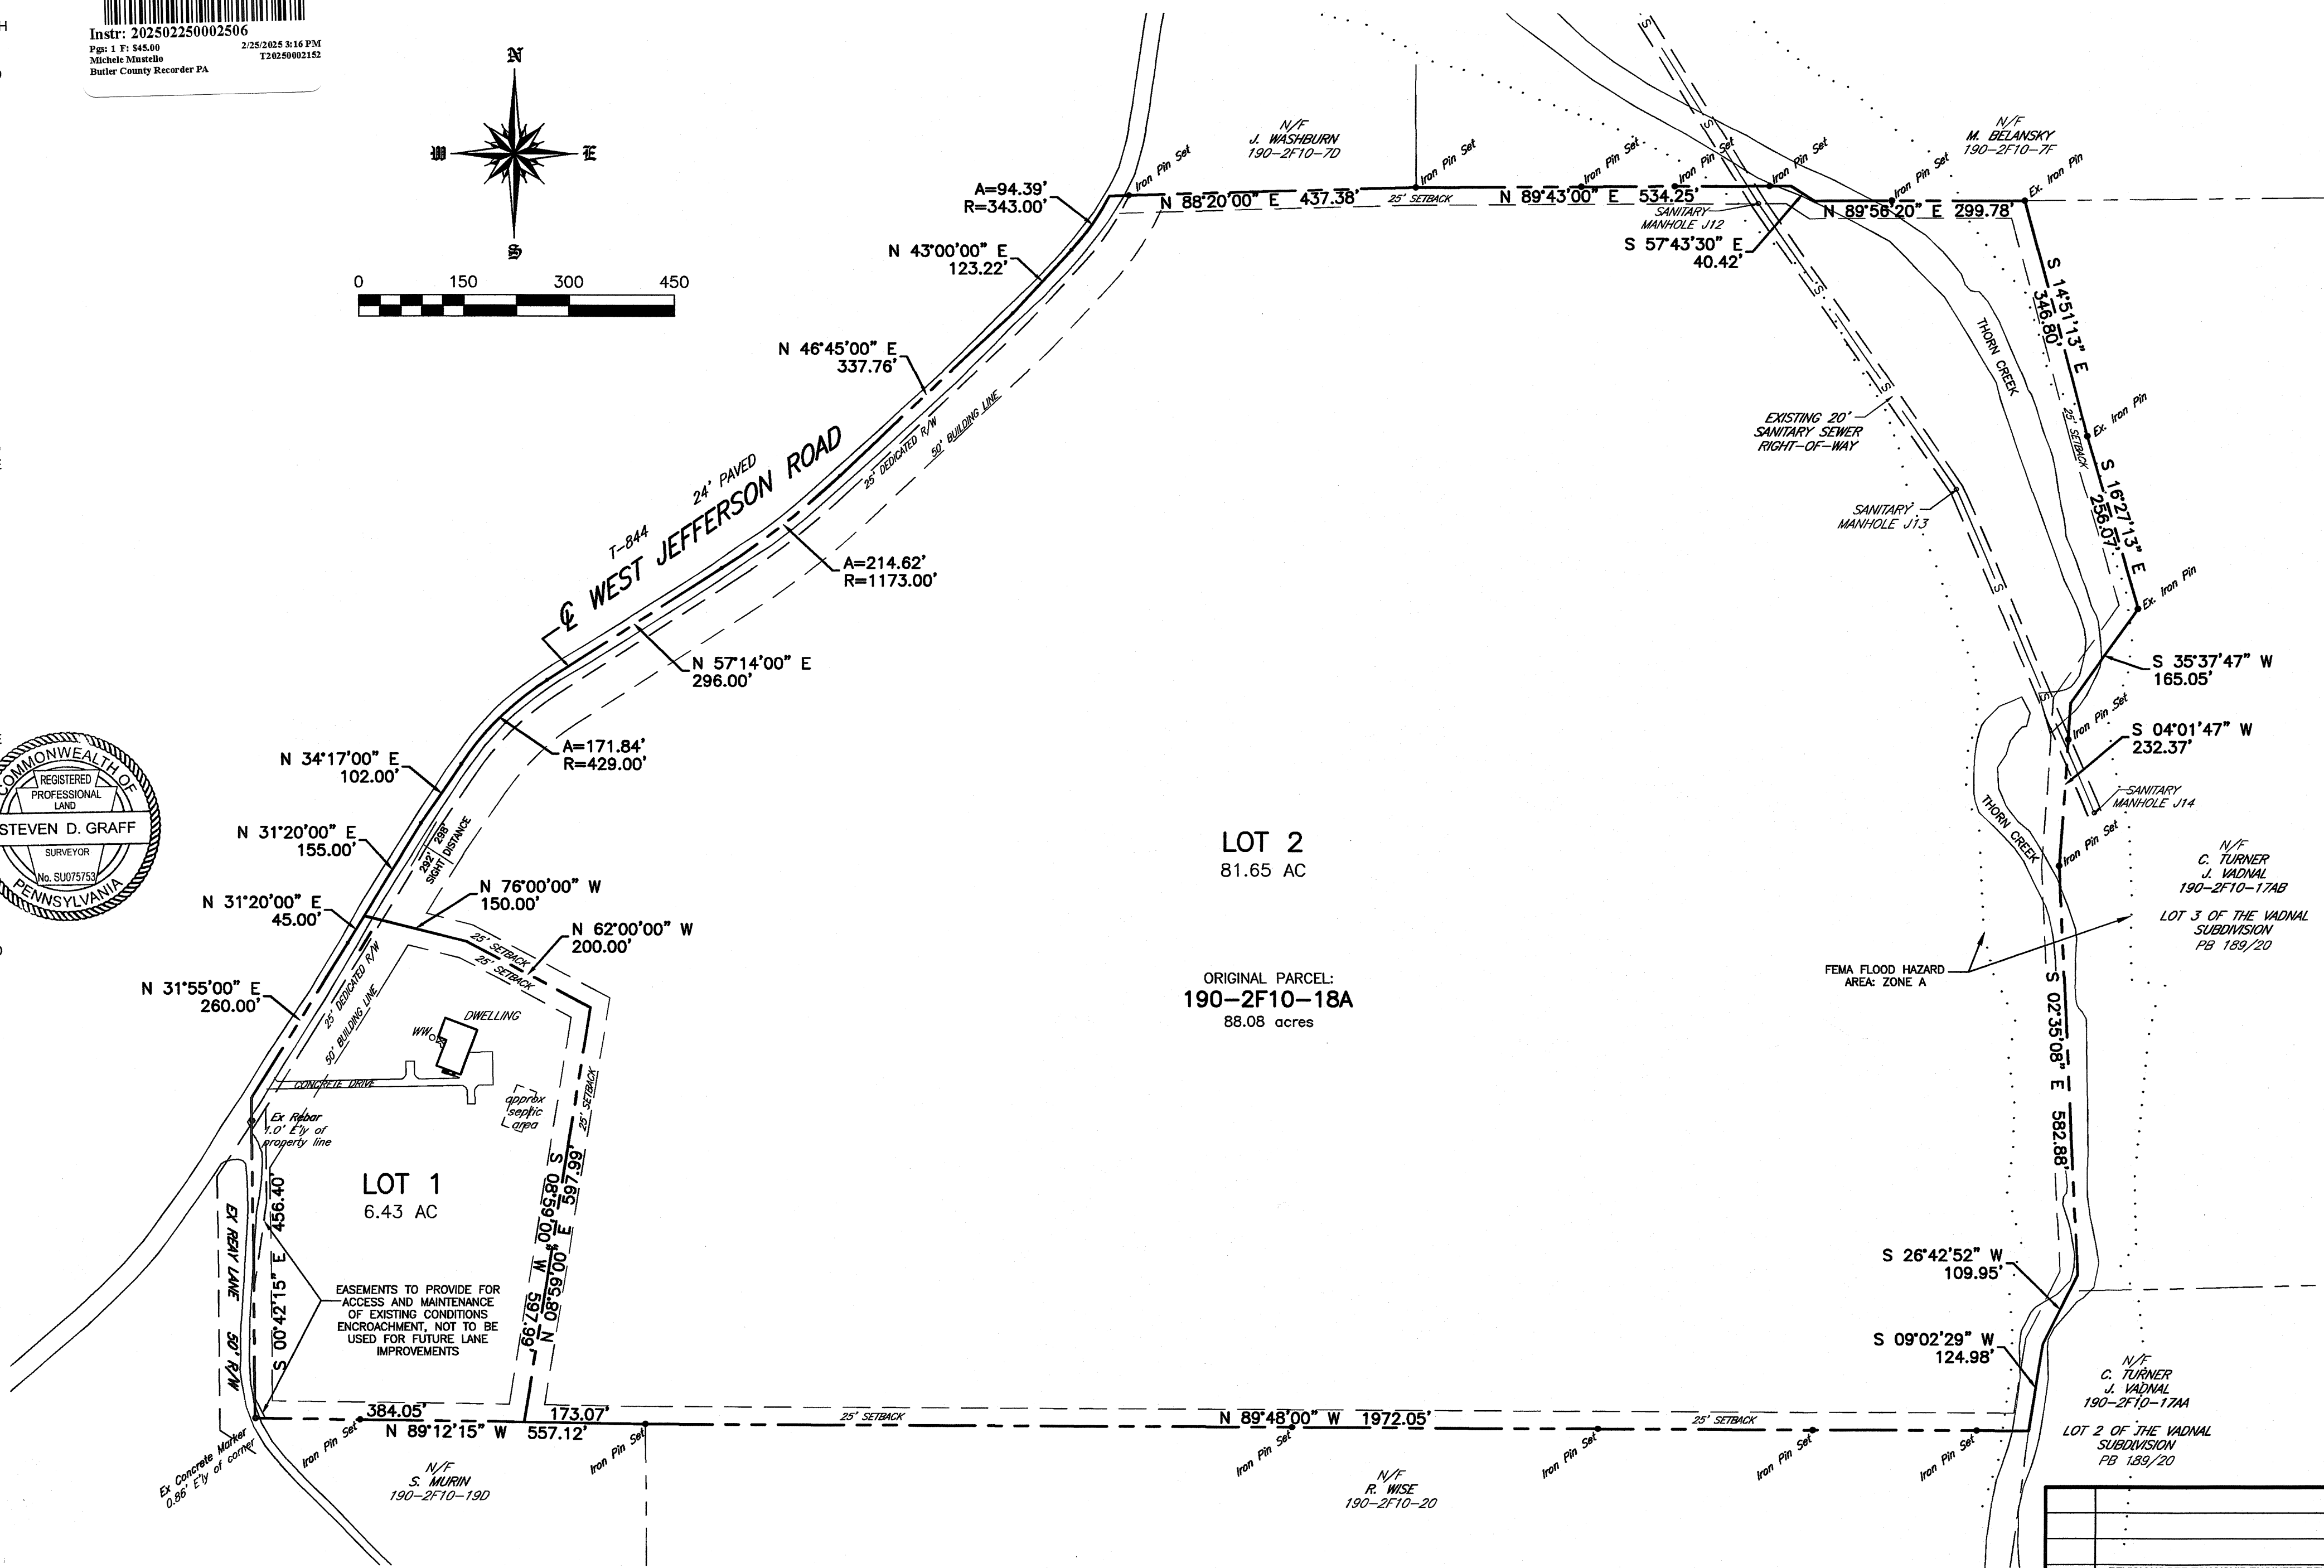 Instr: 202502250002506
Pgs: 1 F: $45.00
2/25/2025 3:16 PM
Michele Mustello
T20250002152
Butler County Recorder PA
N
W
E
S
0 150 300 450
N/F
J. WASHBURN
190-2F10-7D
N/F
M. BELANSKY
190-2F10-7F
Iron Pin Set
Iron Pin Set
Iron Pin Set
Iron Pin Set
Iron Pin Set
Iron Pin Set
Ex. Iron Pin
A=94.39'
R=343.00'
N 88°20'00" E 437.38'
25' SETBACK
N 89°43'00" E 534.25'
SANITARY
MANHOLE J12
S 57°43'30" E
40.42'
N 89°56'20" E 299.78'
N 43°00'00" E
123.22'
N 46°45'00" E
337.76'
S 14°51'13" E
346.80'
THORN CREEK
25' SETBACK
Ex. Iron Pin
S 16°27'13" E
256.07'
Ex. Iron Pin
EXISTING 20'
SANITARY SEWER
RIGHT-OF-WAY
SANITARY
MANHOLE J13
S
S
S
S
S
S
24' PAVED
T-844
℄ WEST JEFFERSON ROAD
25' DEDICATED R/W
50' BUILDING LINE
A=214.62'
R=1173.00'
N 57°14'00" E
296.00'
A=171.84'
R=429.00'
S 35°37'47" W
165.05'
Iron Pin Set
S 04°01'47" W
232.37'
SANITARY
MANHOLE J14
Iron Pin Set
THORN CREEK
N 34°17'00" E
102.00'
N 31°20'00" E
155.00'
292' 298'
SIGHT DISTANCE
N 31°20'00" E
45.00'
N 76°00'00" W
150.00'
N 62°00'00" W
200.00'
25' SETBACK
25' SETBACK
N 31°55'00" E
260.00'
25' DEDICATED R/W
50' BUILDING LINE
COMMONWEALTH OF
REGISTERED
PROFESSIONAL
LAND
STEVEN D. GRAFF
SURVEYOR
No. SU075753
PENNSYLVANIA
LOT 2
81.65 AC
ORIGINAL PARCEL:
190-2F10-18A
88.08 acres
N/F
C. TURNER
J. VADNAL
190-2F10-17AB
LOT 3 OF THE VADNAL
SUBDIVISION
PB 189/20
FEMA FLOOD HAZARD
AREA: ZONE A
S 02°35'08" E 582.88'
WW
DWELLING
CONCRETE DRIVE
approx
septic
area
25' SETBACK
Ex Rebar
1.0' E'ly of
property line
LOT 1
6.43 AC
S 08°59'00" W 597.99'
N 08°59'00" E 597.99'
EX REAY LANE 50' R/W
S 00°42'15" E 456.40'
EASEMENTS TO PROVIDE FOR
ACCESS AND MAINTENANCE
OF EXISTING CONDITIONS
ENCROACHMENT, NOT TO BE
USED FOR FUTURE LANE
IMPROVEMENTS
S 26°42'52" W
109.95'
S 09°02'29" W
124.98'
N/F
C. TURNER
J. VADNAL
190-2F10-17AA
LOT 2 OF THE VADNAL
SUBDIVISION
PB 189/20
384.05'
173.07'
N 89°12'15" W 557.12'
25' SETBACK
N 89°48'00" W 1972.05'
25' SETBACK
Ex Concrete Marker
0.86' E'ly of corner
Iron Pin Set
Iron Pin Set
Iron Pin Set
Iron Pin Set
Iron Pin Set
Iron Pin Set
N/F
S. MURIN
190-2F10-19D
N/F
R. WISE
190-2F10-20